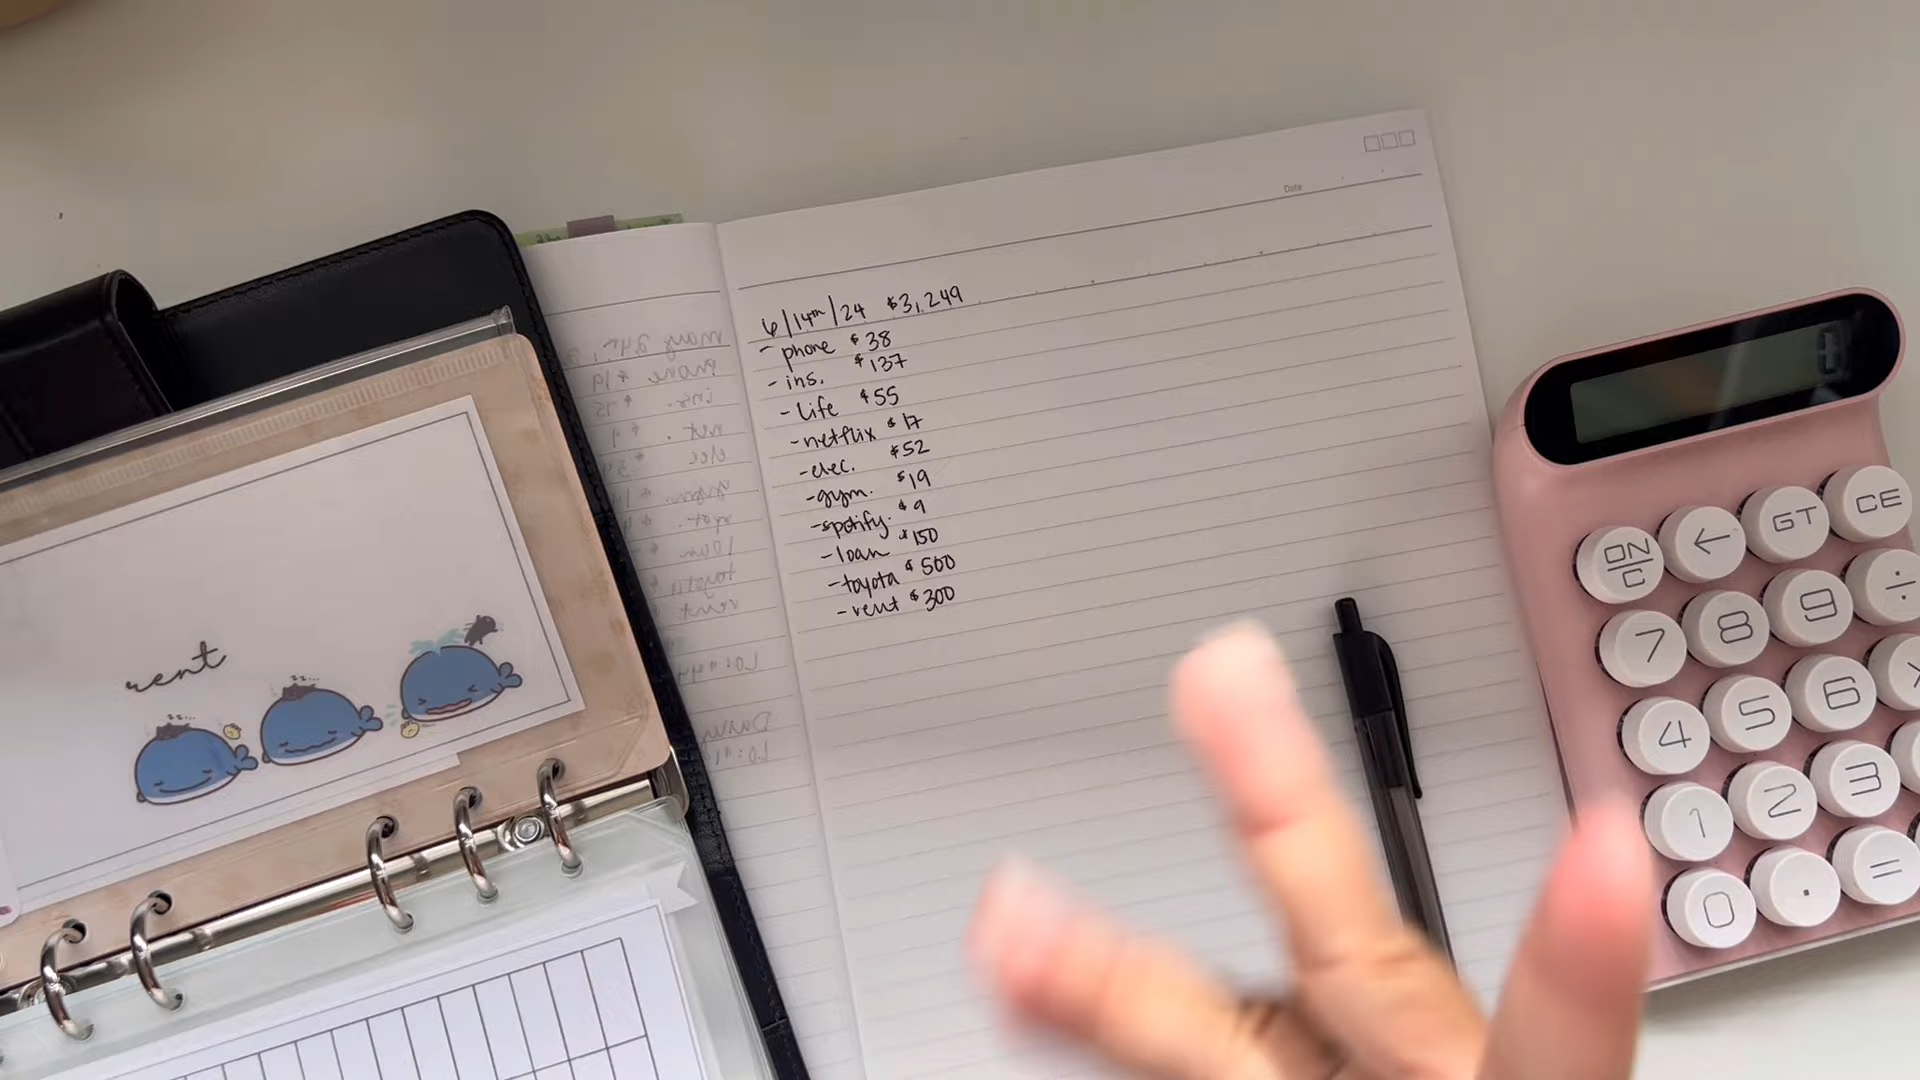 Date
6/14th/24 $3,249
- phone $38
- ins. $137
- Life $55
- netflix $17
- elec. $52
- gym. $19
- spotify. $9
- loan $150
- toyota $500
- rent $300
rent
z z z
z z z
ON/C ← GT CE
7 8 9 ÷
4 5 6
1 2 3
0 . =